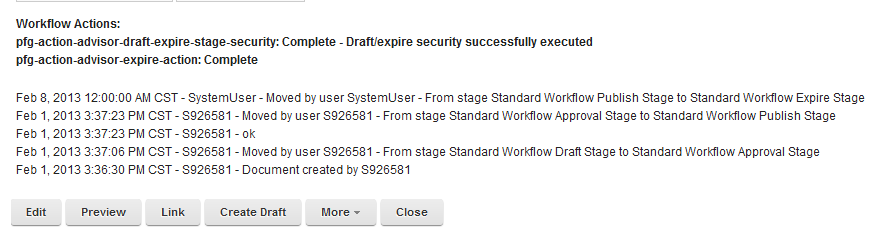 Workflow Actions:
pfg-action-advisor-draft-expire-stage-security: Complete - Draft/expire security successfully executed
pfg-action-advisor-expire-action: Complete
Feb 8, 2013 12:00:00 AM CST - SystemUser - Moved by user SystemUser - From stage Standard Workflow Publish Stage to Standard Workflow Expire Stage
Feb 1, 2013 3:37:23 PM CST - S926581 - Moved by user S926581 - From stage Standard Workflow Approval Stage to Standard Workflow Publish Stage
Feb 1, 2013 3:37:23 PM CST - S926581 - ok
Feb 1, 2013 3:37:06 PM CST - S926581 - Moved by user S926581 - From stage Standard Workflow Draft Stage to Standard Workflow Approval Stage
Feb 1, 2013 3:36:30 PM CST - S926581 - Document created by S926581
Edit Preview Link Create Draft More Close